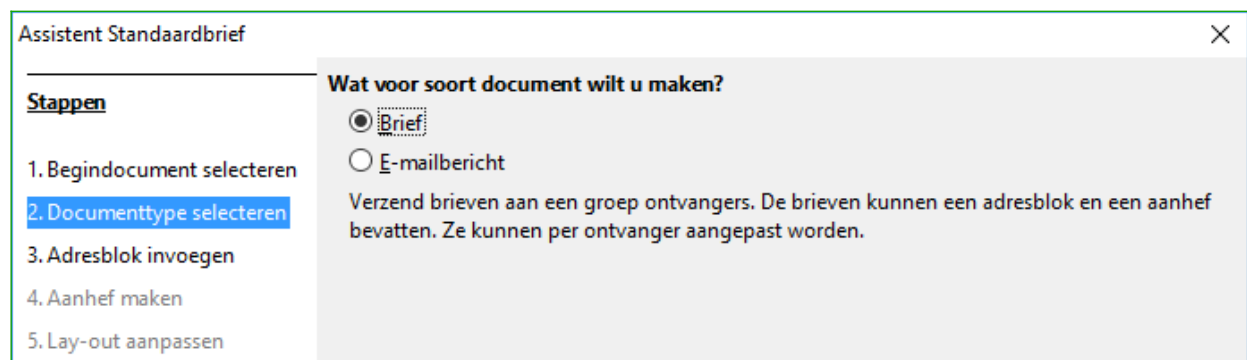 Assistent Standaardbrief
Stappen
1. Begindocument selecteren
2. Documenttype selecteren
3. Adresblok invoegen
4. Aanhef maken
5. Lay-out aanpassen
Wat voor soort document wilt u maken?
Brief
E-mailbericht
Verzend brieven aan een groep ontvangers. De brieven kunnen een adresblok en een aanhef
bevatten. Ze kunnen per ontvanger aangepast worden.